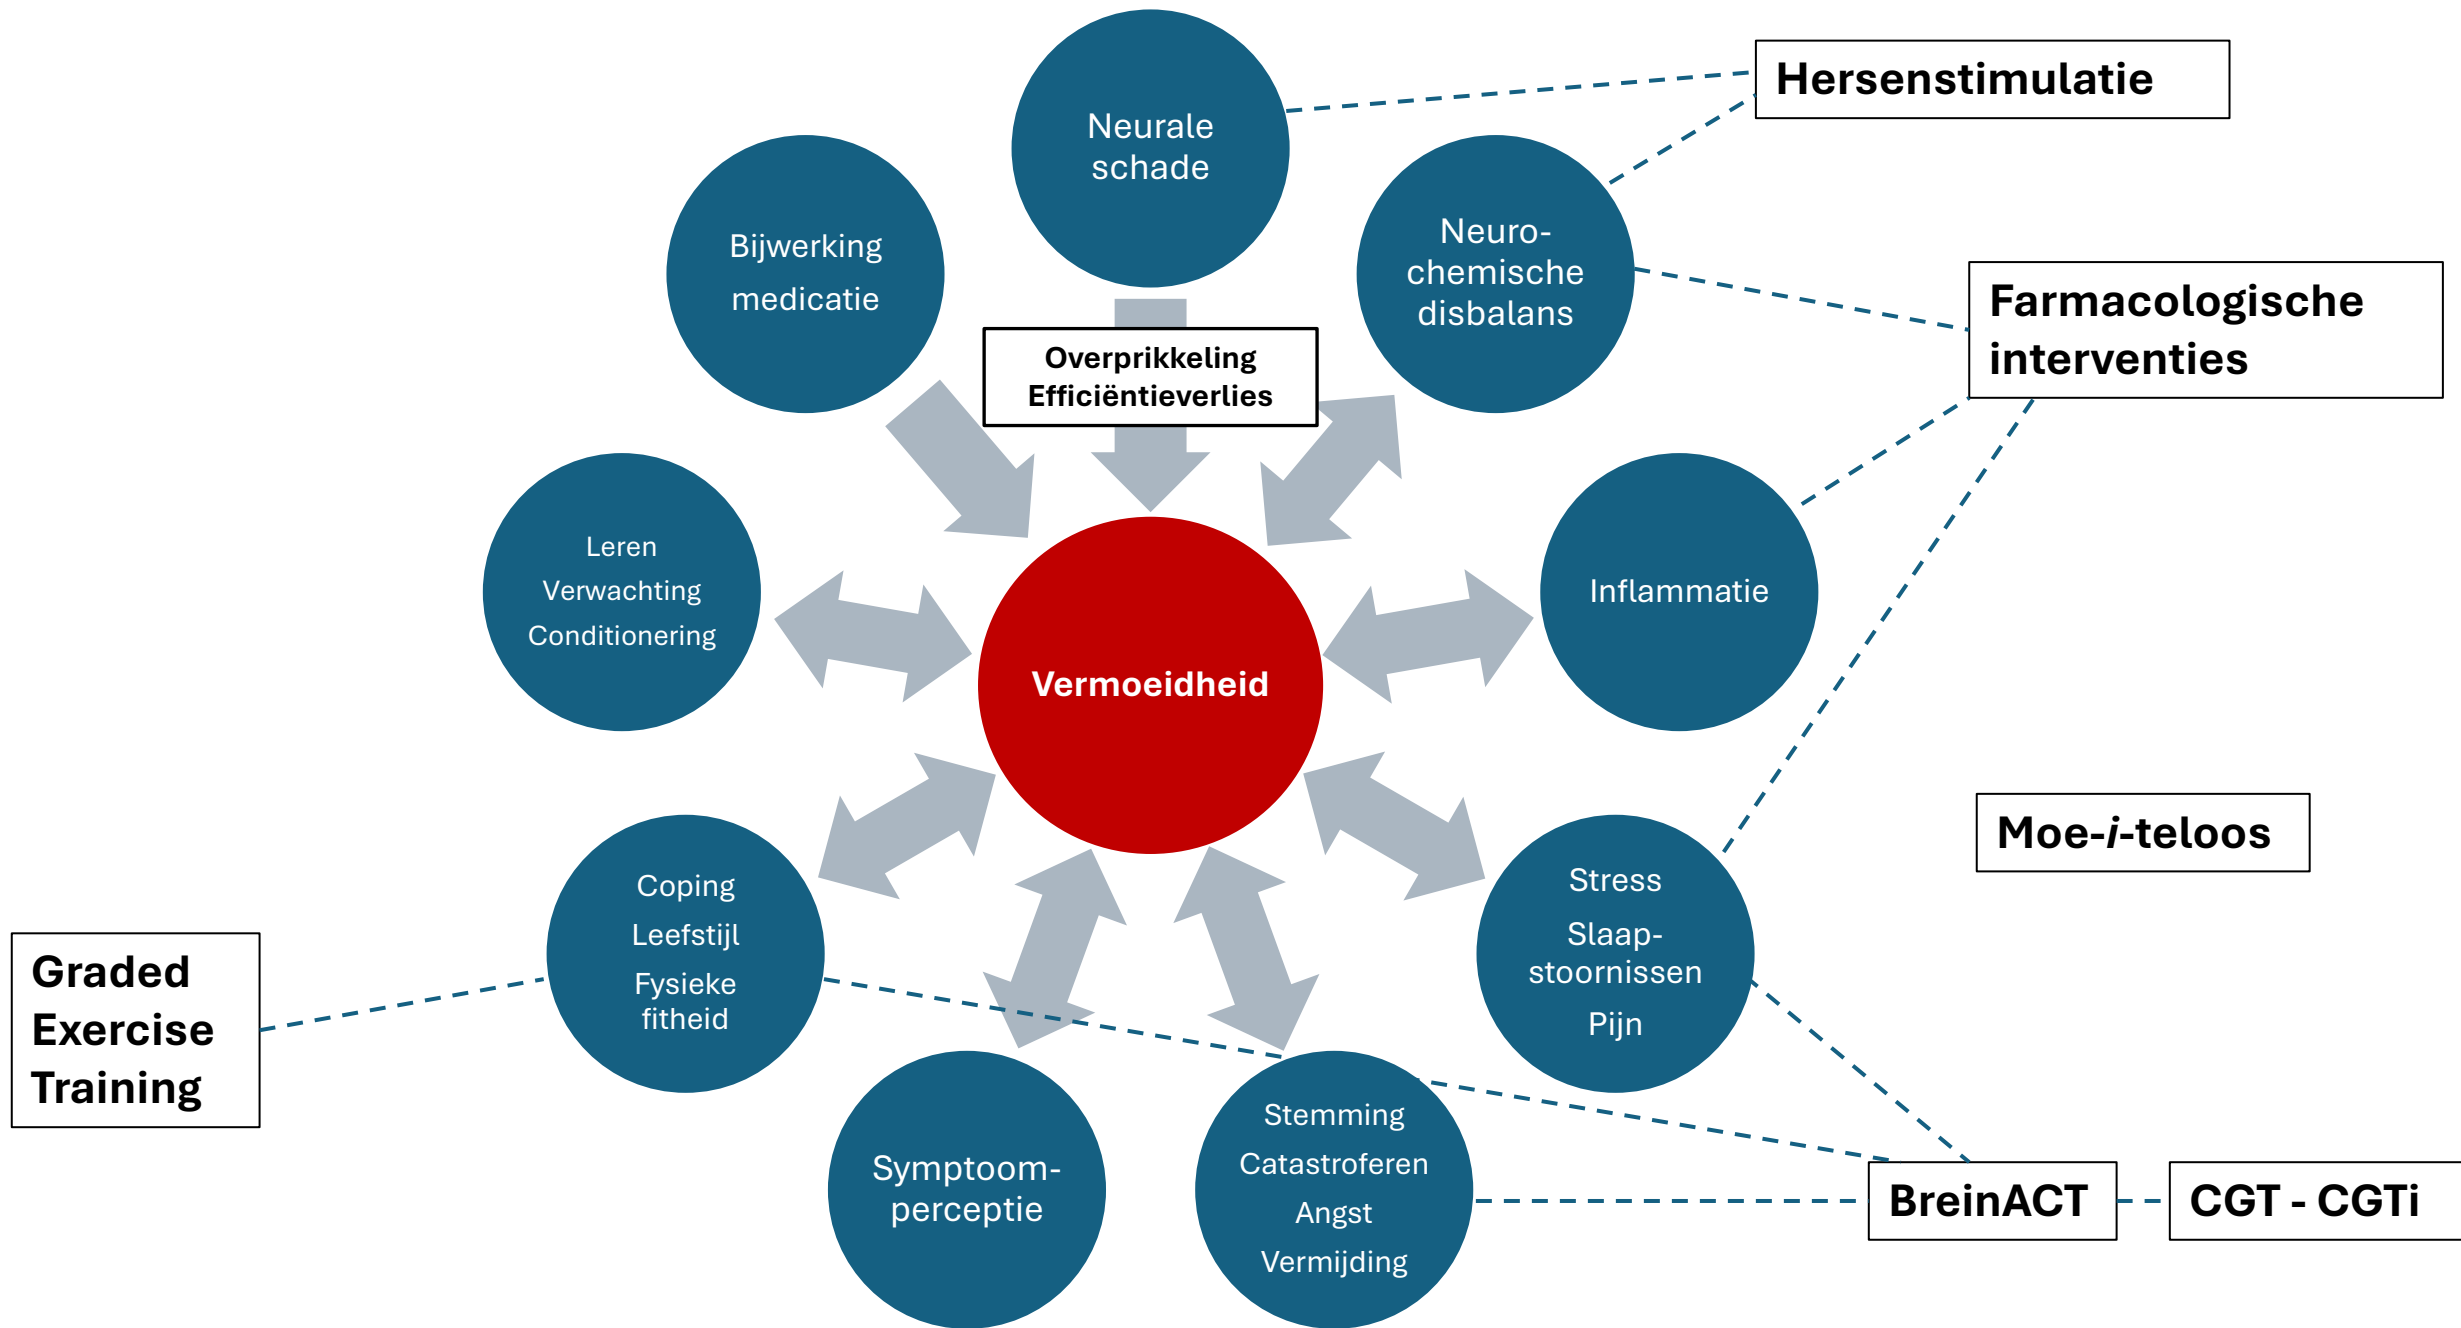 Neurale
schade
Hersenstimulatie
Bijwerking
medicatie
Neuro-
chemische
disbalans
Farmacologische
interventies
Overprikkeling
Efficiëntieverlies
Leren
Verwachting
Conditionering
Inflammatie
Vermoeidheid
Moe-i-teloos
Coping
Leefstijl
Fysieke
fitheid
Stress
Slaap-
stoornissen
Pijn
Graded
Exercise
Training
Symptoom-
perceptie
Stemming
Catastroferen
Angst
Vermijding
BreinACT
CGT - CGTi